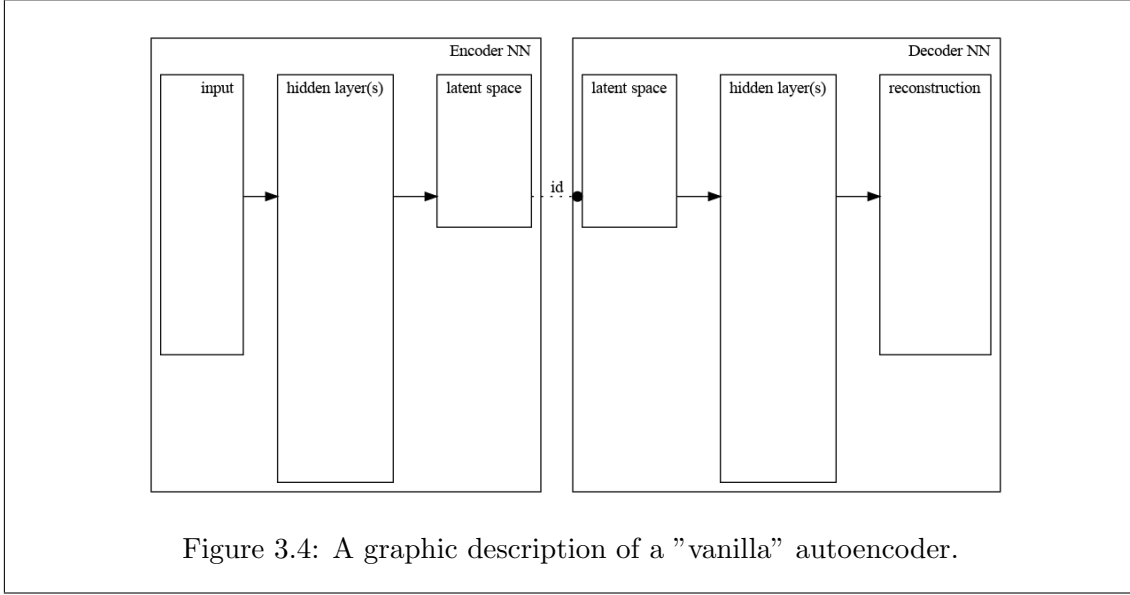 Encoder NN
Decoder NN
input
hidden layer(s)
latent space
latent space
hidden layer(s)
reconstruction
id
Figure 3.4: A graphic description of a ”vanilla” autoencoder.